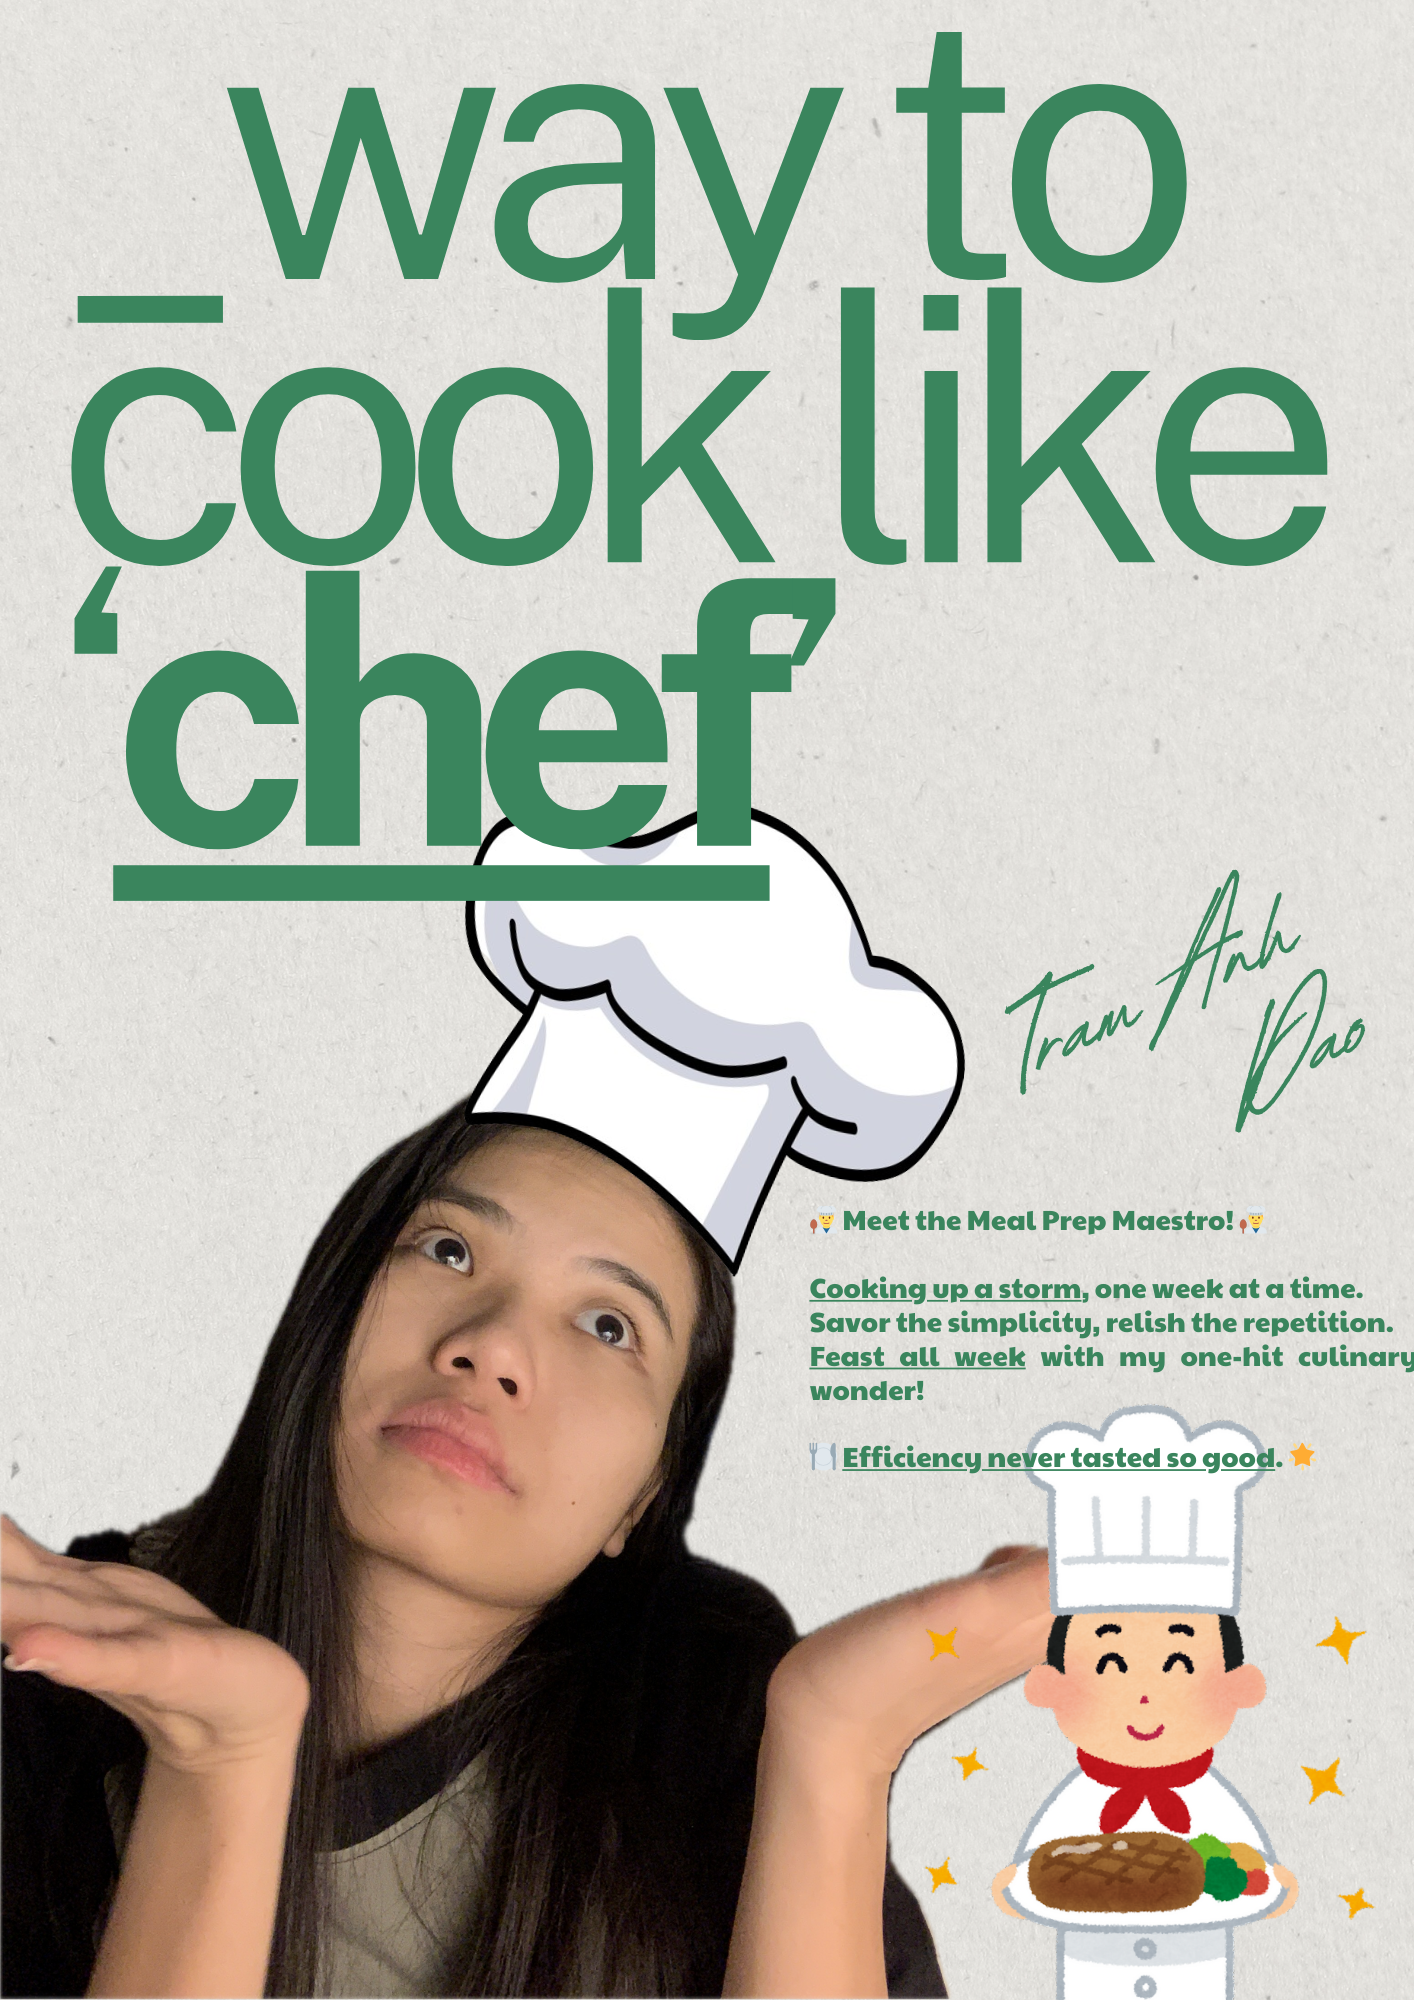 _way to
cook like
‘chef’
Tram Anh
Dao
Meet the Meal Prep Maestro!
Cooking up a storm, one week at a time.
Savor the simplicity, relish the repetition.
Feast all week with my one-hit culinary
wonder!
🍽️ Efficiency never tasted so good. ⭐